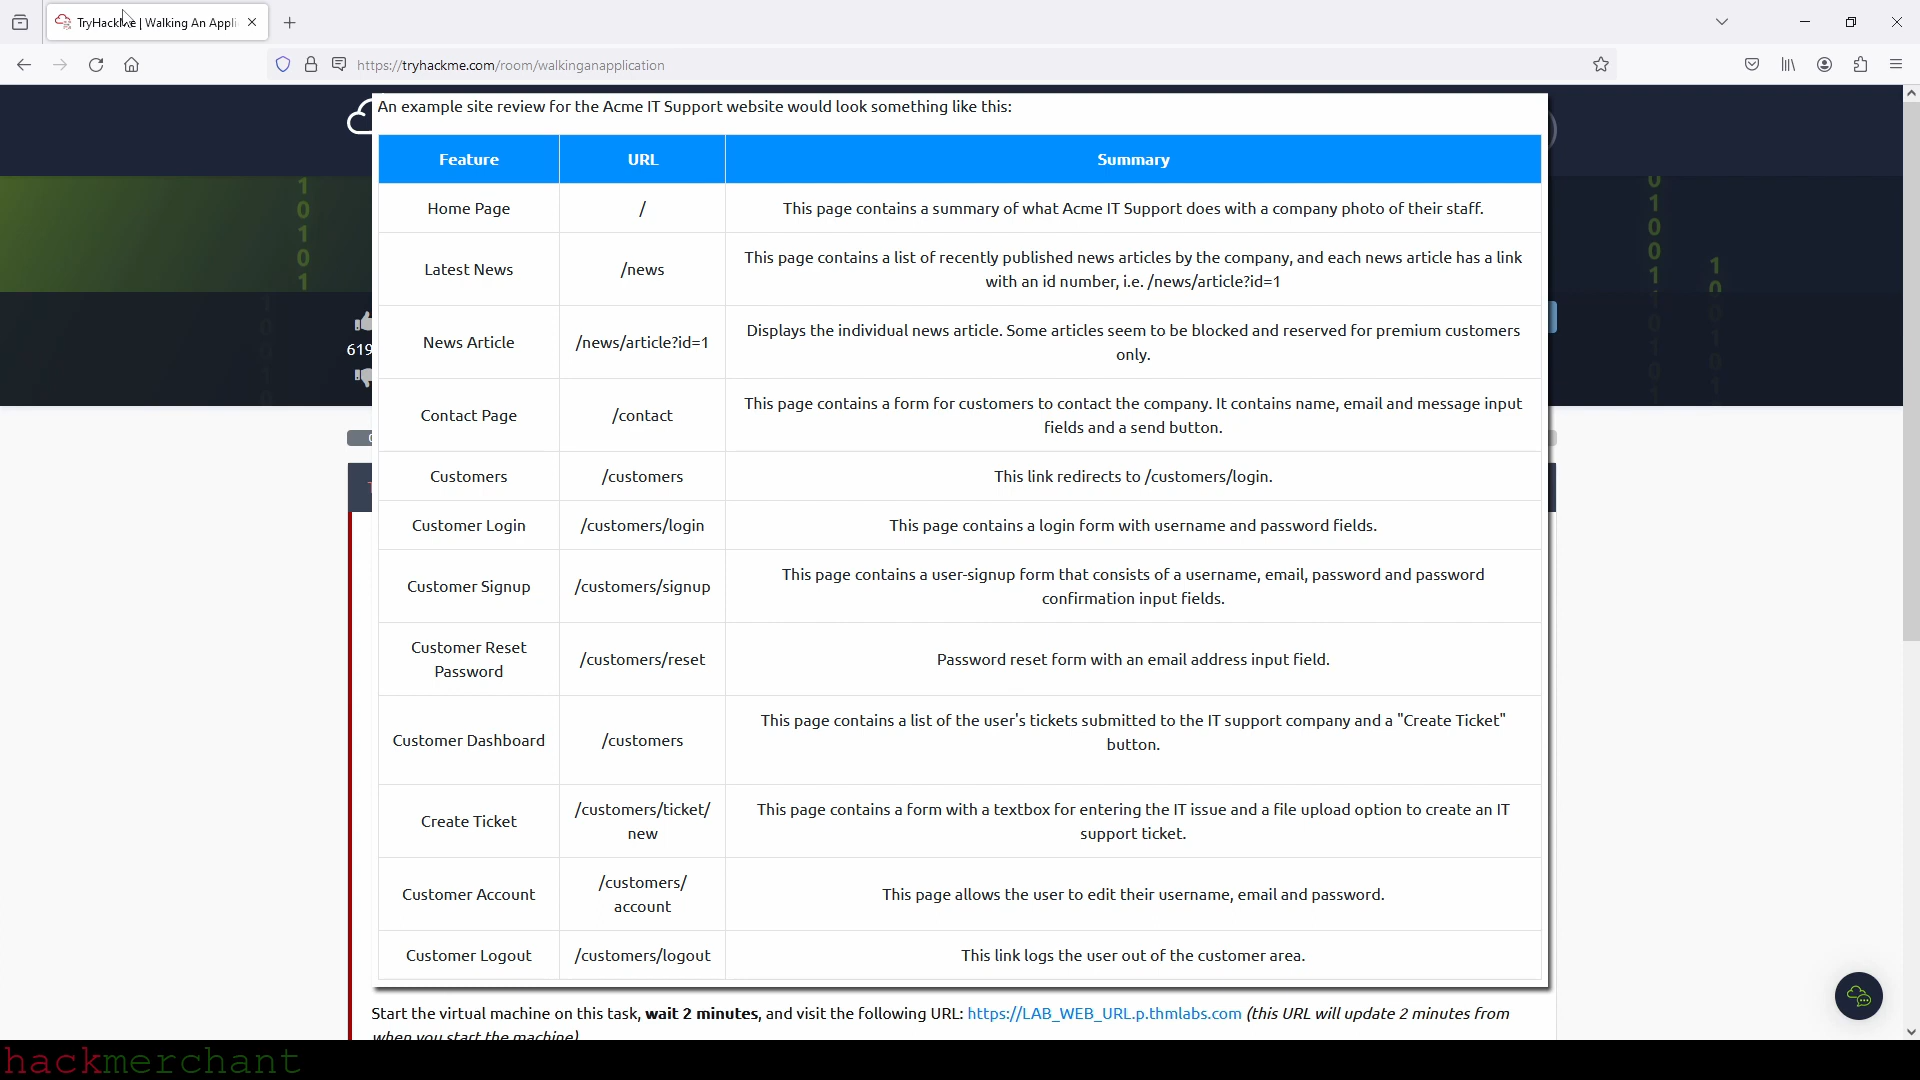 TryHackMe | Walking An Appli
https://tryhackme.com/room/walkinganapplication
An example site review for the Acme IT Support website would look something like this:
Feature URL Summary
Home Page / This page contains a summary of what Acme IT Support does with a company photo of their staff.
Latest News /news This page contains a list of recently published news articles by the company, and each news article has a link
with an id number, i.e. /news/article?id=1
News Article /news/article?id=1 Displays the individual news article. Some articles seem to be blocked and reserved for premium customers
only.
Contact Page /contact This page contains a form for customers to contact the company. It contains name, email and message input
fields and a send button.
Customers /customers This link redirects to /customers/login.
Customer Login /customers/login This page contains a login form with username and password fields.
Customer Signup /customers/signup This page contains a user-signup form that consists of a username, email, password and password
confirmation input fields.
Customer Reset
Password /customers/reset Password reset form with an email address input field.
Customer Dashboard /customers This page contains a list of the user's tickets submitted to the IT support company and a "Create Ticket"
button.
Create Ticket /customers/ticket/
new This page contains a form with a textbox for entering the IT issue and a file upload option to create an IT
support ticket.
Customer Account /customers/
account This page allows the user to edit their username, email and password.
Customer Logout /customers/logout This link logs the user out of the customer area.
619
Start the virtual machine on this task, wait 2 minutes, and visit the following URL: https://LAB_WEB_URL.p.thmlabs.com (this URL will update 2 minutes from
when you start the machine)
hackmerchant